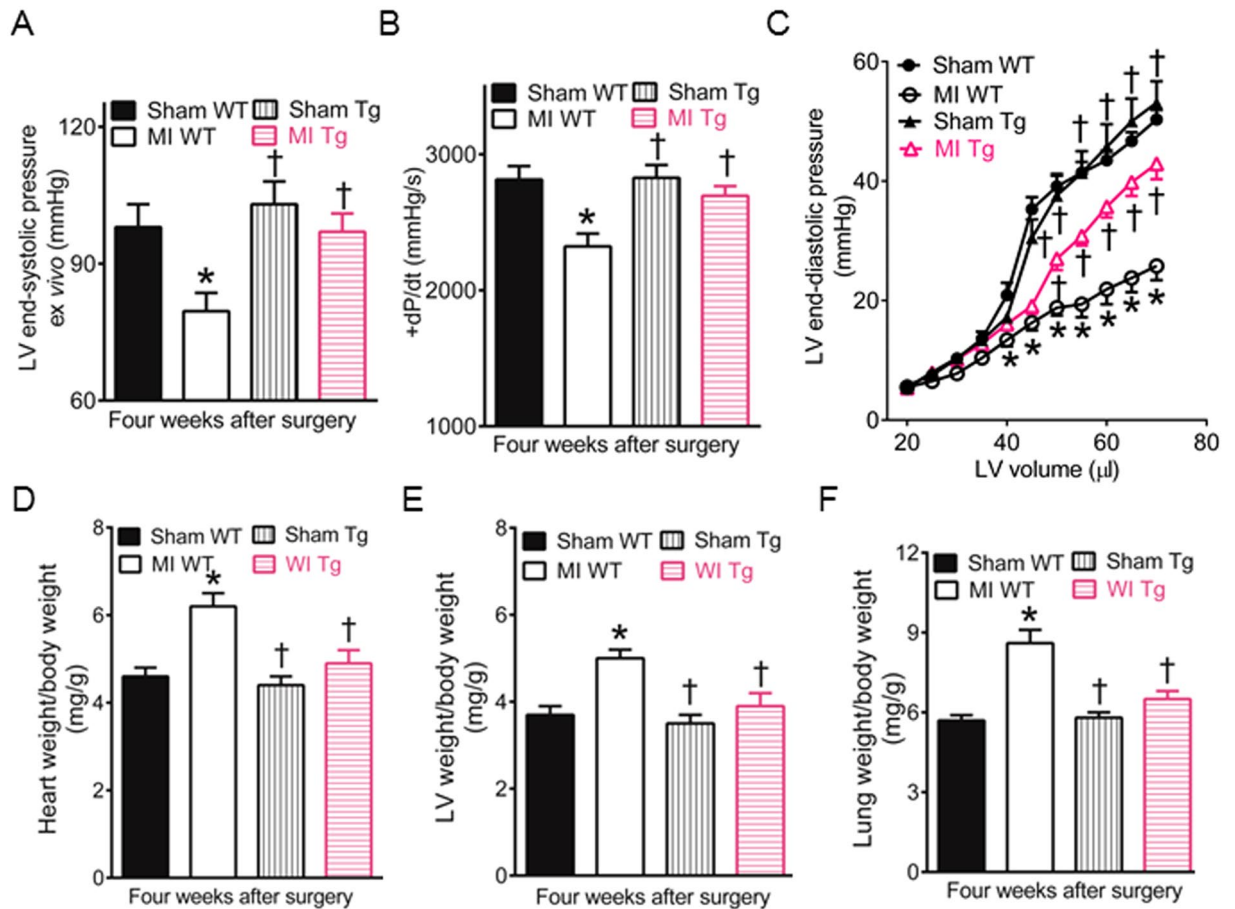 A
LV end-systolic pressure
ex vivo (mmHg)
Sham WT
Sham Tg
MI WT
MI Tg
120
90
60
*
†
†
Four weeks after surgery
B
+dP/dt (mmHg/s)
Sham WT
Sham Tg
MI WT
MI Tg
3000
2000
1000
*
†
†
Four weeks after surgery
C
LV end-diastolic pressure
(mmHg)
Sham WT
MI WT
Sham Tg
MI Tg
60
40
20
0
† † † †
† † † † †
†
* * * * * * *
20 40 60 80
LV volume (µl)
D
Heart weight/body weight
(mg/g)
Sham WT
Sham Tg
MI WT
WI Tg
8
6
4
2
0
*
†
†
Four weeks after surgery
E
LV weight/body weight
(mg/g)
Sham WT
Sham Tg
MI WT
WI Tg
8
6
4
2
0
*
†
†
Four weeks after surgery
F
Lung weight/body weight
(mg/g)
Sham WT
Sham Tg
MI WT
WI Tg
12
9
6
3
0
*
†
†
Four weeks after surgery